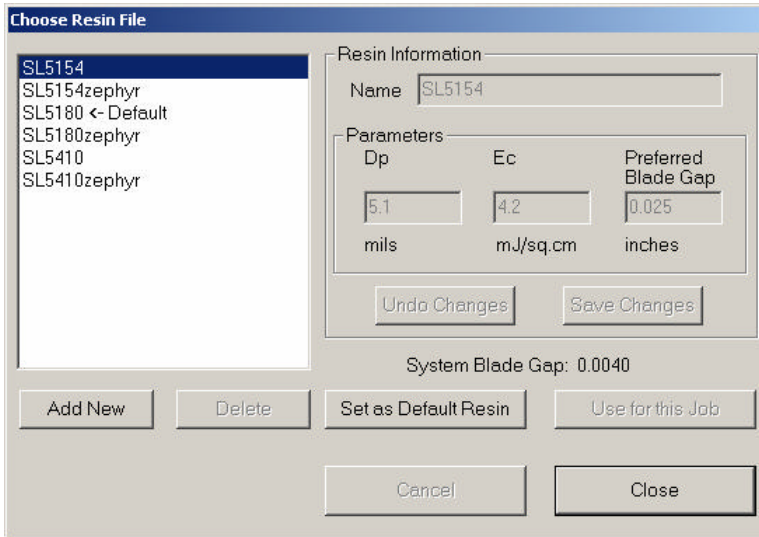 Choose Resin File
SL5154
SL5154zephyr
SL5180 <- Default
SL5180zephyr
SL5410
SL5410zephyr
Resin Information
Name SL5154
Parameters
Dp Ec Preferred
Blade Gap
5.1 4.2 0.025
mils mJ/sq.cm inches
Undo Changes Save Changes
System Blade Gap: 0.0040
Add New Delete Set as Default Resin Use for this Job
Cancel Close